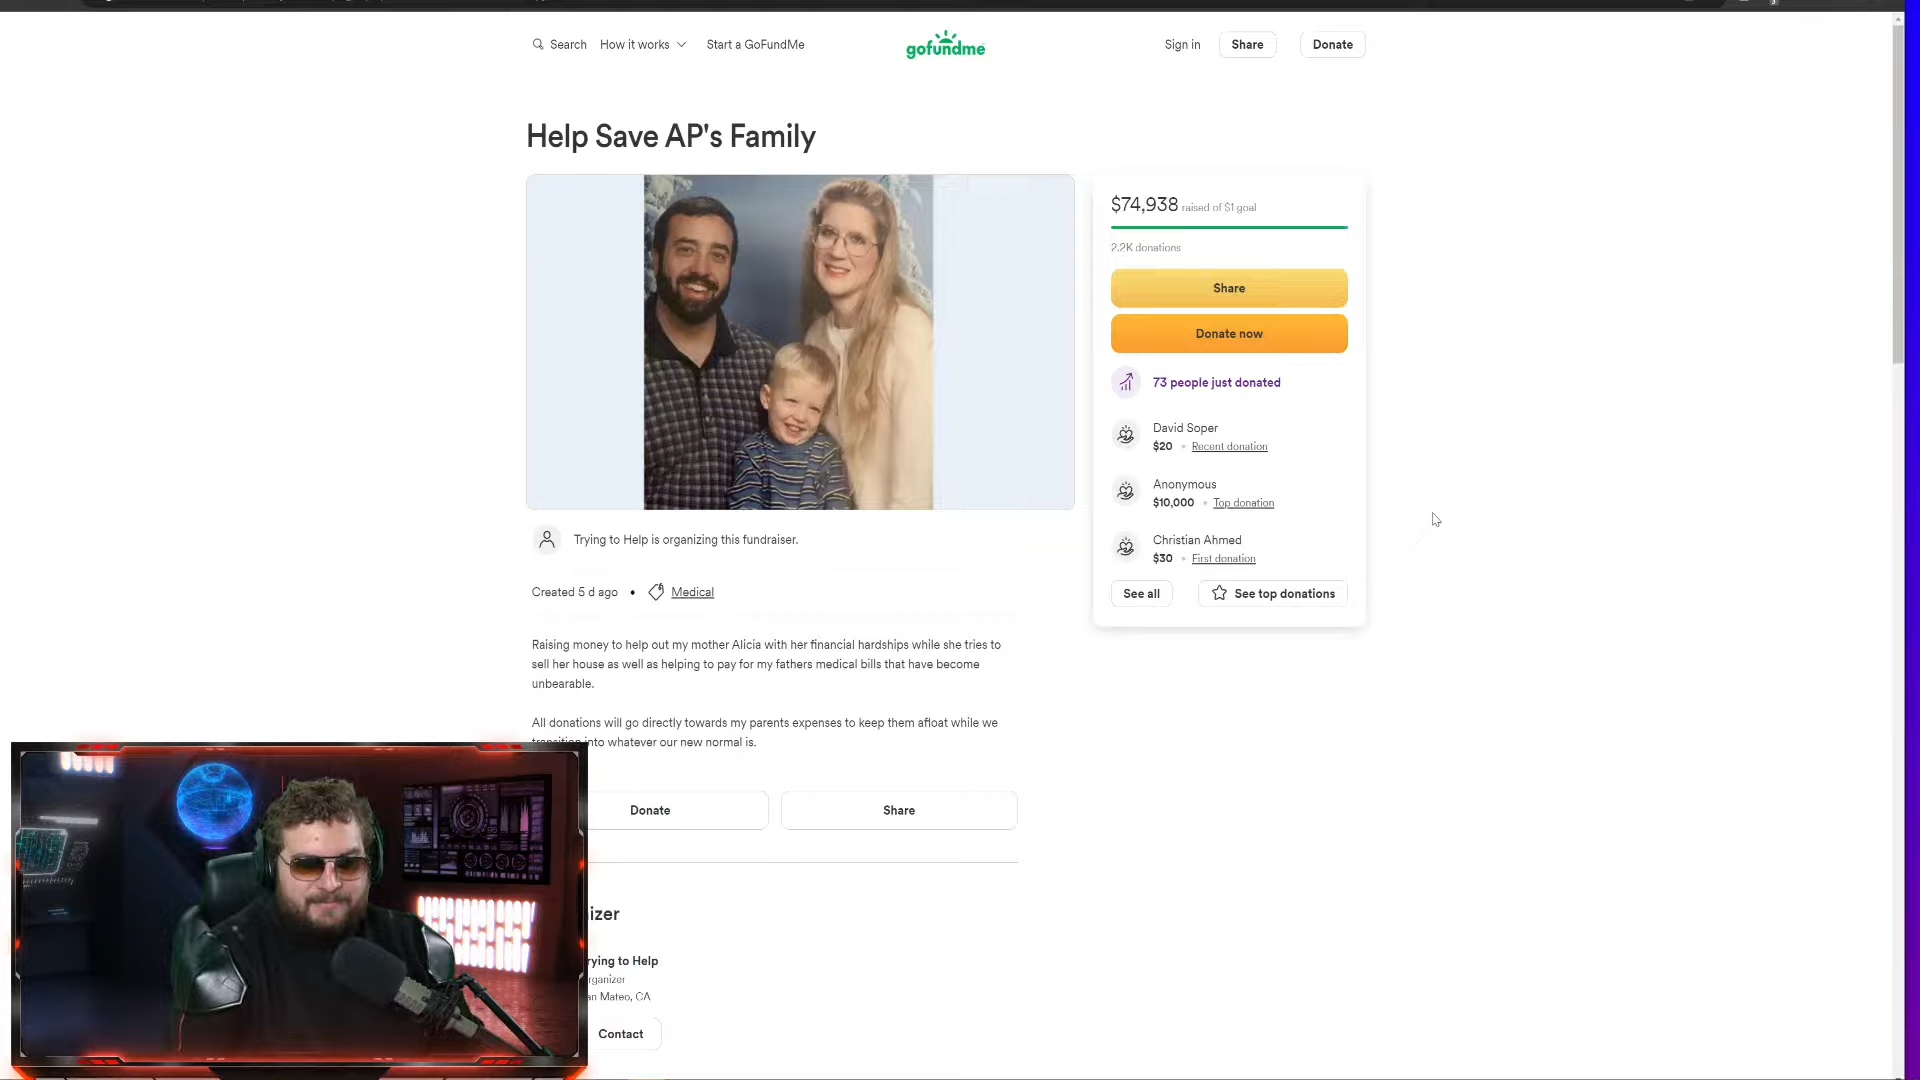 Search How it works Start a GoFundMe
gofundme
Sign in Share Donate
Help Save AP's Family
$74,938 raised of $1 goal
2.2K donations
Share
Donate now
73 people just donated
David Soper
$20 • Recent donation
Anonymous
$10,000 • Top donation
Christian Ahmed
$30 • First donation
See all See top donations
Trying to Help is organizing this fundraiser.
Created 5 d ago • Medical
Raising money to help out my mother Alicia with her financial hardships while she tries to
sell her house as well as helping to pay for my fathers medical bills that have become
unbearable.
All donations will go directly towards my parents expenses to keep them afloat while we
transition into whatever our new normal is.
Donate Share
izer
rying to Help
rganizer
an Mateo, CA
Contact